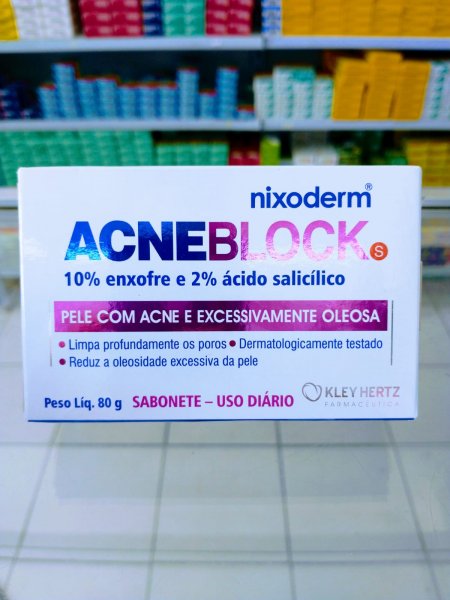 nixoderm®
ACNEBLOCK S
10% enxofre e 2% ácido salicílico
PELE COM ACNE E EXCESSIVAMENTE OLEOSA
• Limpa profundamente os poros • Dermatologicamente testado
• Reduz a oleosidade excessiva da pele
Peso Líq. 80 g SABONETE – USO DIÁRIO
KLEY HERTZ
FARMACÊUTICA